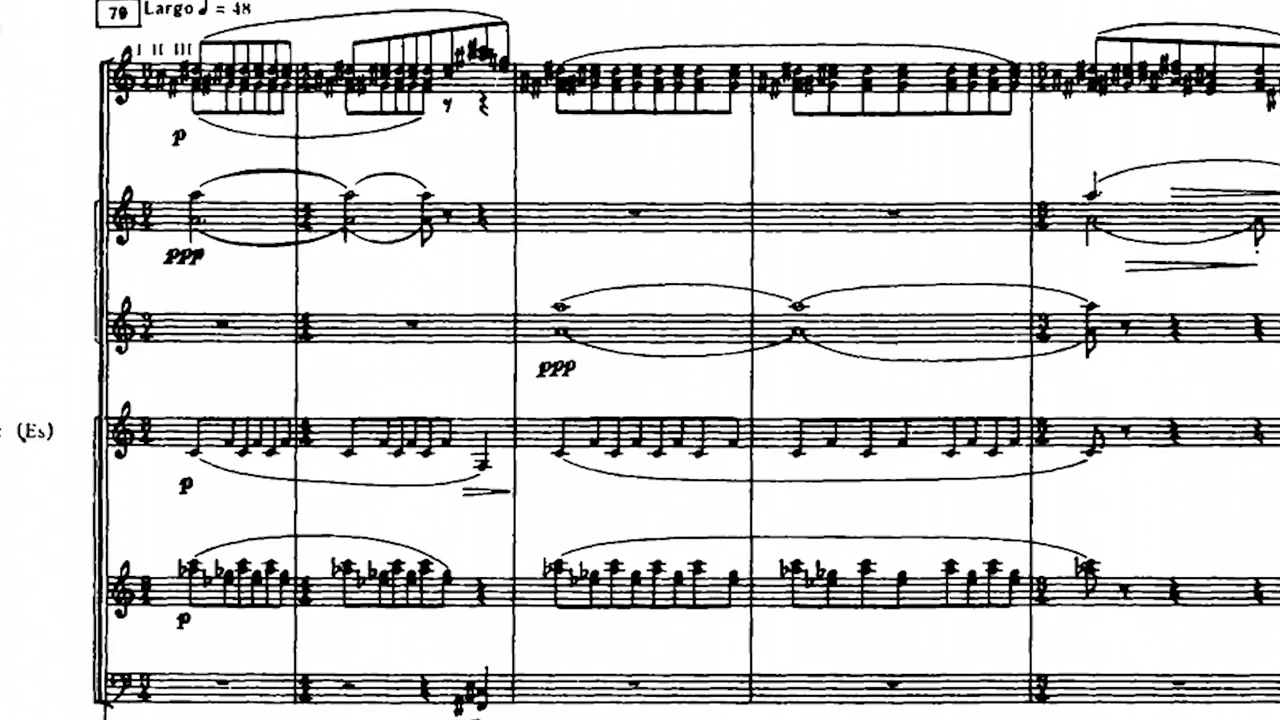 79 Largo 𝅗𝅥 = 48
I II III
p
ppp
ppp
(Es)
p
p